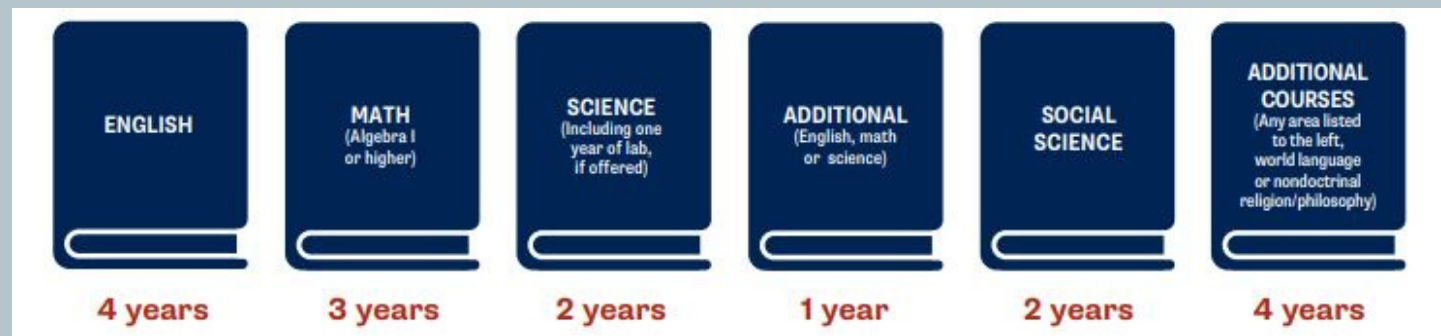 ENGLISH
4 years
MATH
(Algebra I
or higher)
3 years
SCIENCE
(Including one
year of lab,
if offered)
2 years
ADDITIONAL
(English, math
or science)
1 year
SOCIAL
SCIENCE
2 years
ADDITIONAL
COURSES
(Any area listed
to the left,
world language
or nondoctrinal
religion/philosophy)
4 years